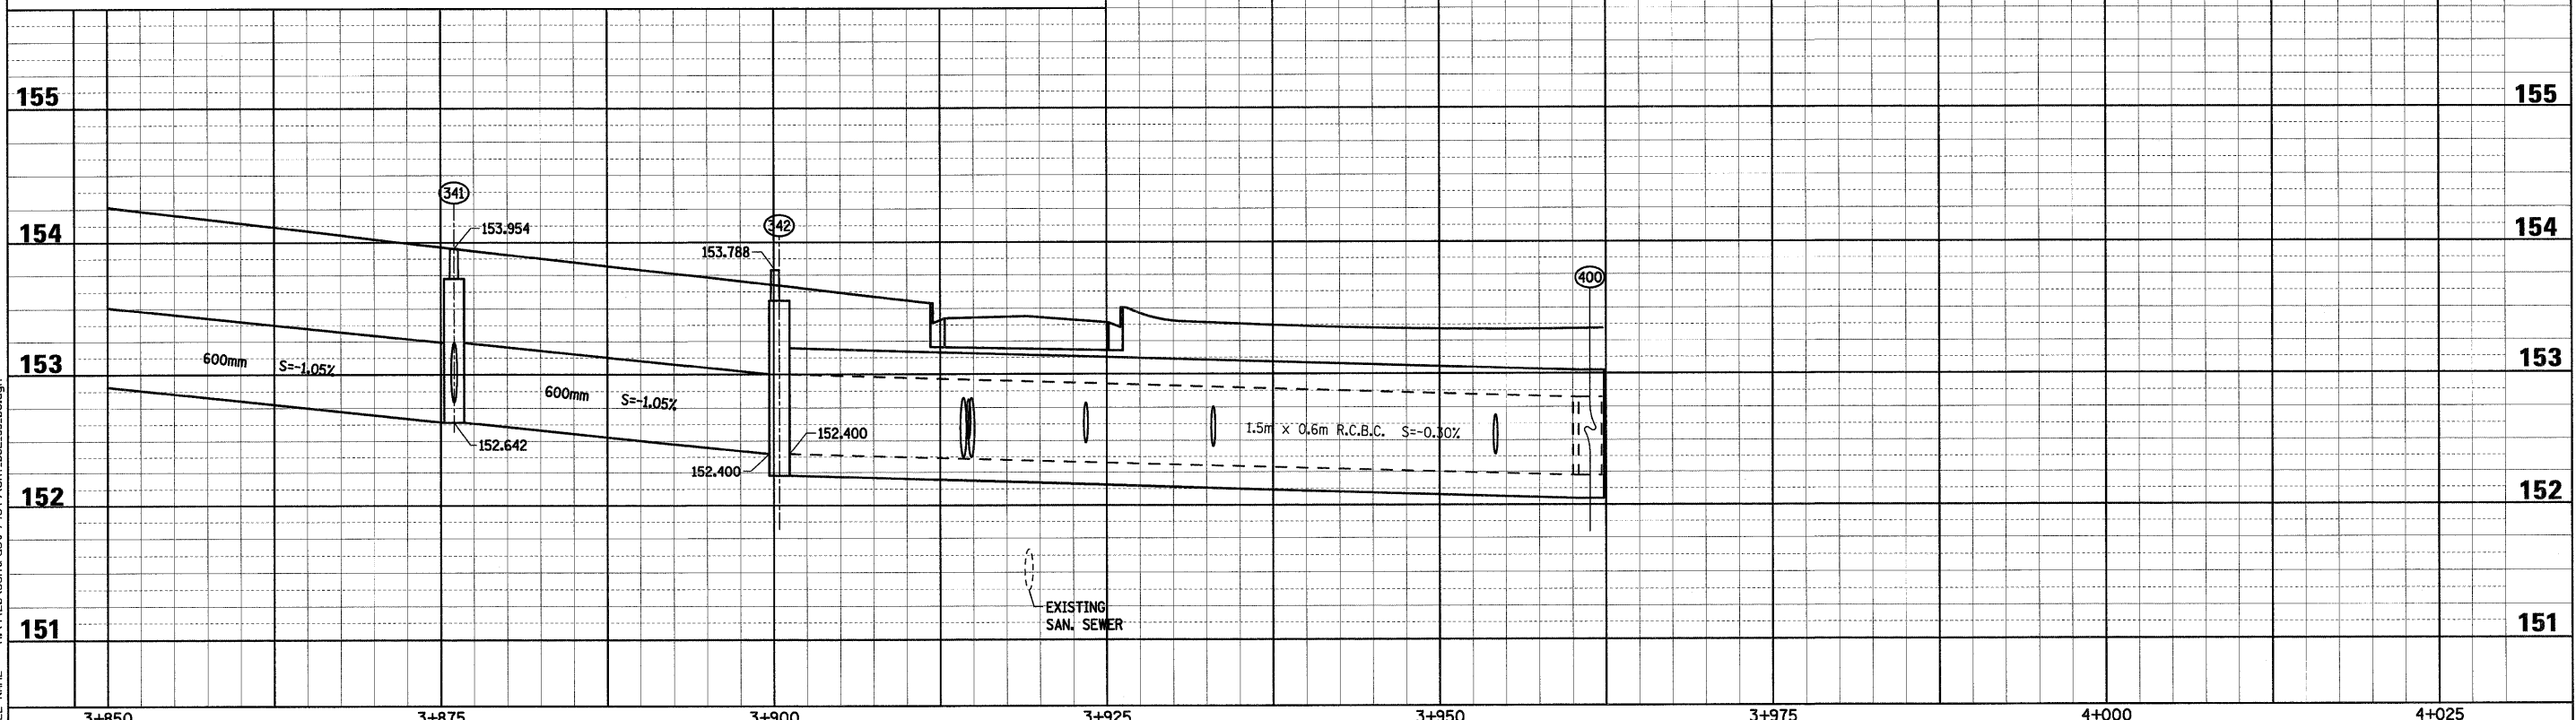 155 155
341
153.954
154 342 154
153.788
400
153 600mm S=-1.05% 153
600mm S=-1.05%
1.5m x 0.6m R.C.B.C. S=-0.30%
152.400
152.642
152.400
152 152
EXISTING
SAN. SEWER
151 151
3+850 3+875 3+900 3+925 3+950 3+975 4+000 4+025